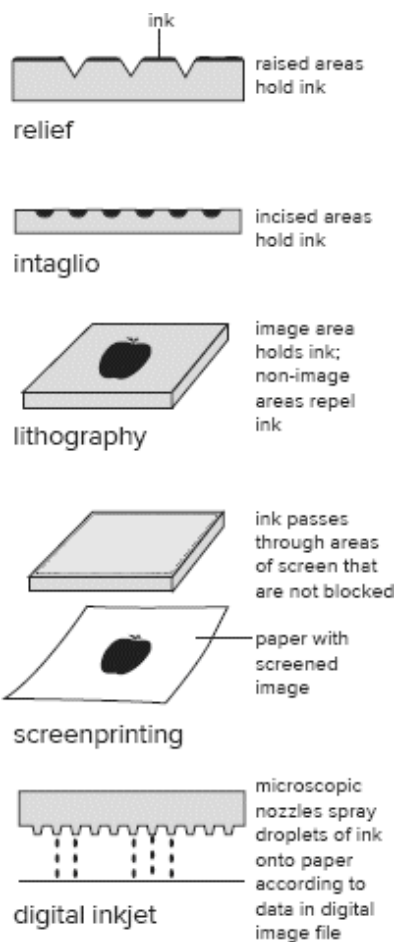 ink
raised areas
hold ink
relief
incised areas
hold ink
intaglio
image area
holds ink;
non-image
areas repel
ink
lithography
ink passes
through areas
of screen that
are not blocked
paper with
screened
image
screenprinting
microscopic
nozzles spray
droplets of ink
onto paper
according to
data in digital
image file
digital inkjet